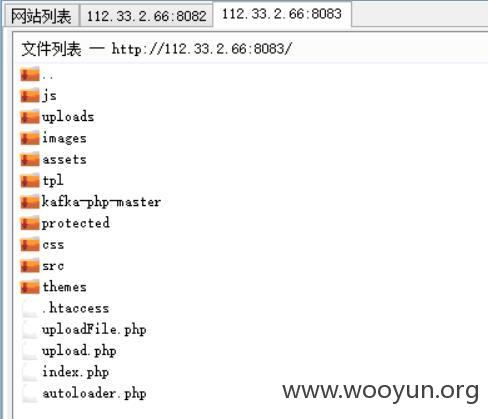 网站列表 112.33.2.66:8082 112.33.2.66:8083
文件列表 — http://112.33.2.66:8083/
..
js
uploads
images
assets
tpl
kafka-php-master
protected
css
src
themes
.htaccess
uploadFile.php
upload.php
index.php
autoloader.php
www.wooyun.org